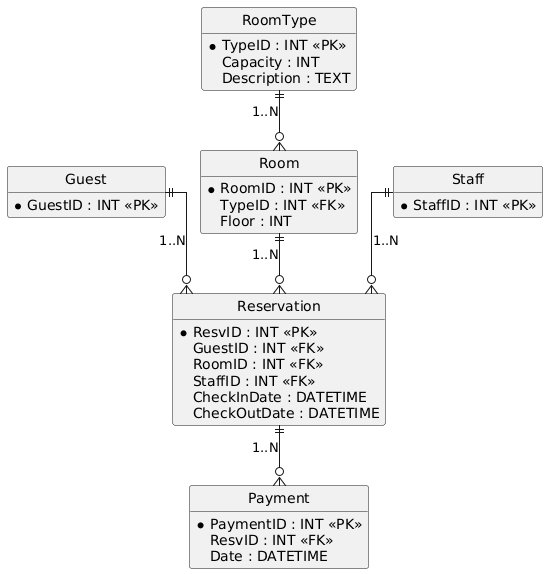 RoomType
TypeID : INT «PK»
Capacity : INT
Description : TEXT
1..N
Room
RoomID : INT «PK»
TypeID : INT «FK»
Floor : INT
Guest
GuestID : INT «PK»
Staff
StaffID : INT «PK»
1..N
1..N
1..N
Reservation
ResvID : INT «PK»
GuestID : INT «FK»
RoomID : INT «FK»
StaffID : INT «FK»
CheckInDate : DATETIME
CheckOutDate : DATETIME
1..N
Payment
PaymentID : INT «PK»
ResvID : INT «FK»
Date : DATETIME